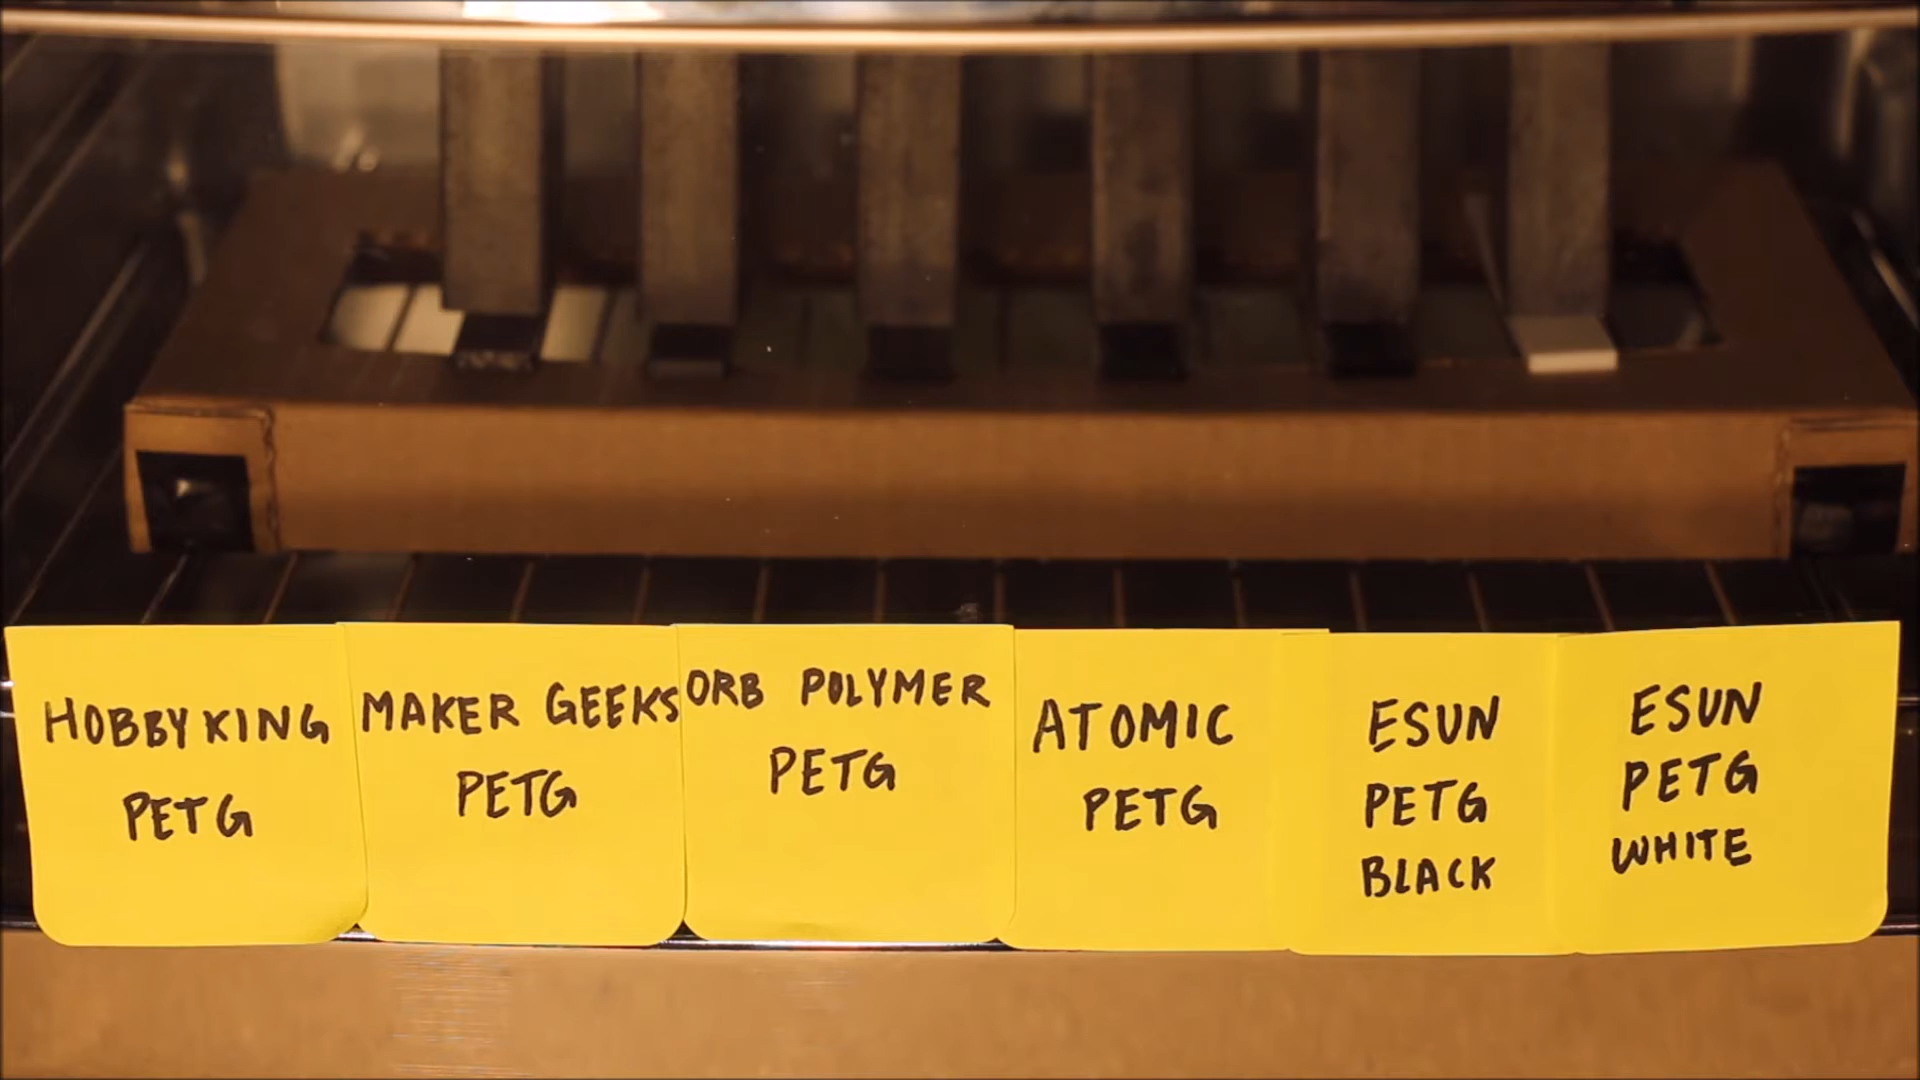 HOBBYKING
PETG
MAKER GEEKS
PETG
ORB POLYMER
PETG
ATOMIC
PETG
ESUN
PETG
BLACK
ESUN
PETG
WHITE